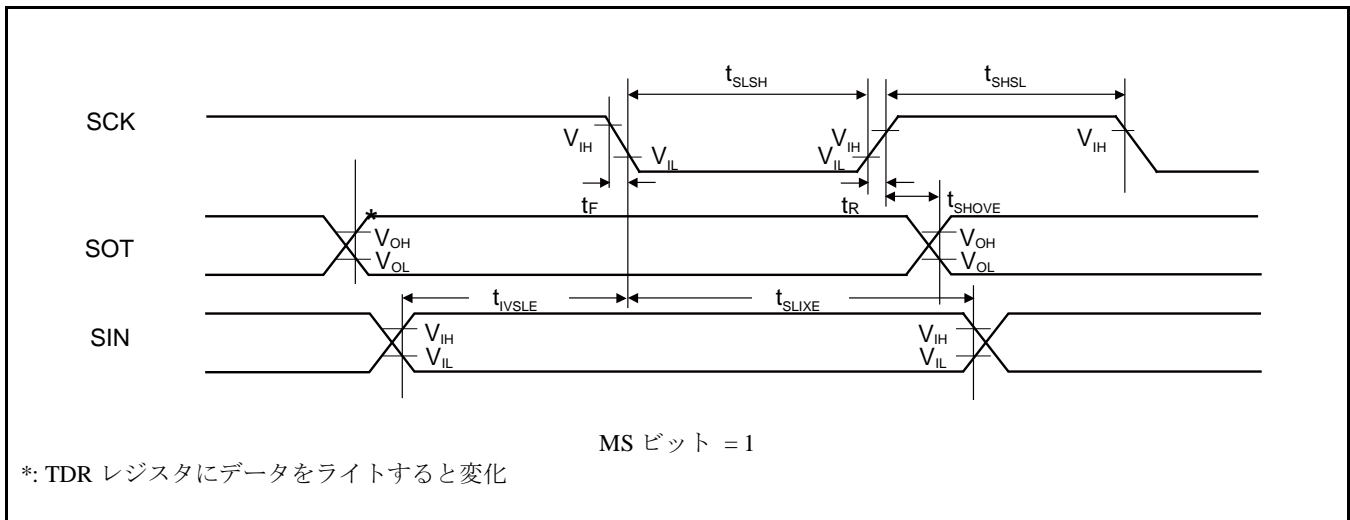 t_SLSH t_SHSL
SCK
V_IH V_IL V_IH V_IL V_IH
t_F t_R t_SHOVE
SOT
* V_OH V_OL V_OH V_OL
t_IVSLE t_SLIXE
SIN
V_IH V_IL V_IH V_IL
MS ビット = 1
*: TDR レジスタにデータをライトすると変化